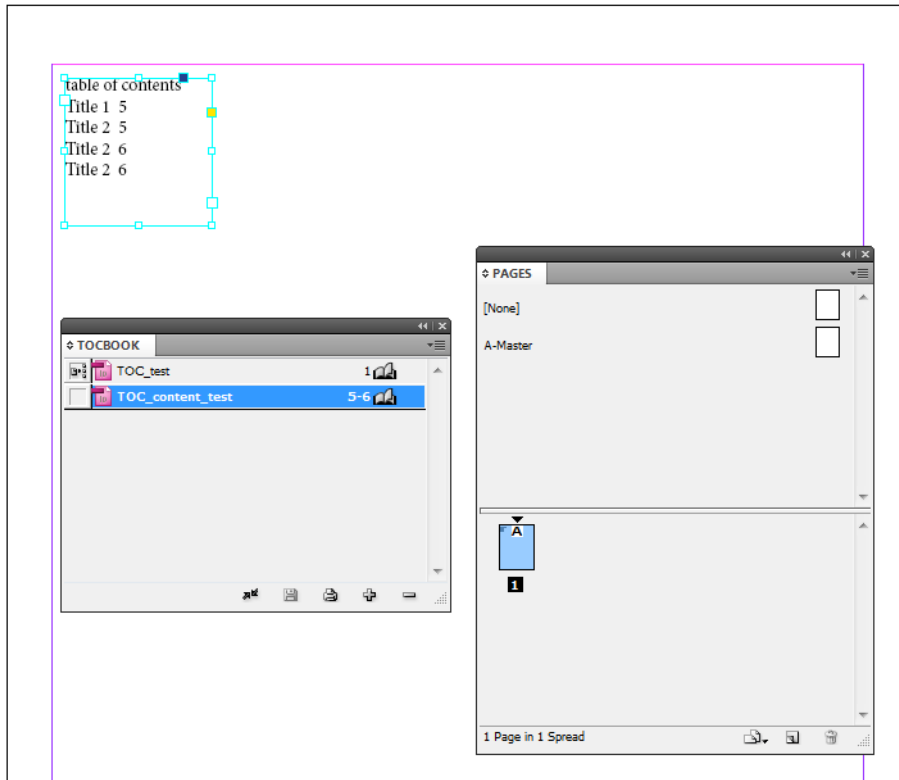 table of contents
Title 1 5
Title 2 5
Title 2 6
Title 2 6
PAGES
[None]
A-Master
TOCBOOK
TOC_test 1
TOC_content_test 5-6
A
1
1 Page in 1 Spread